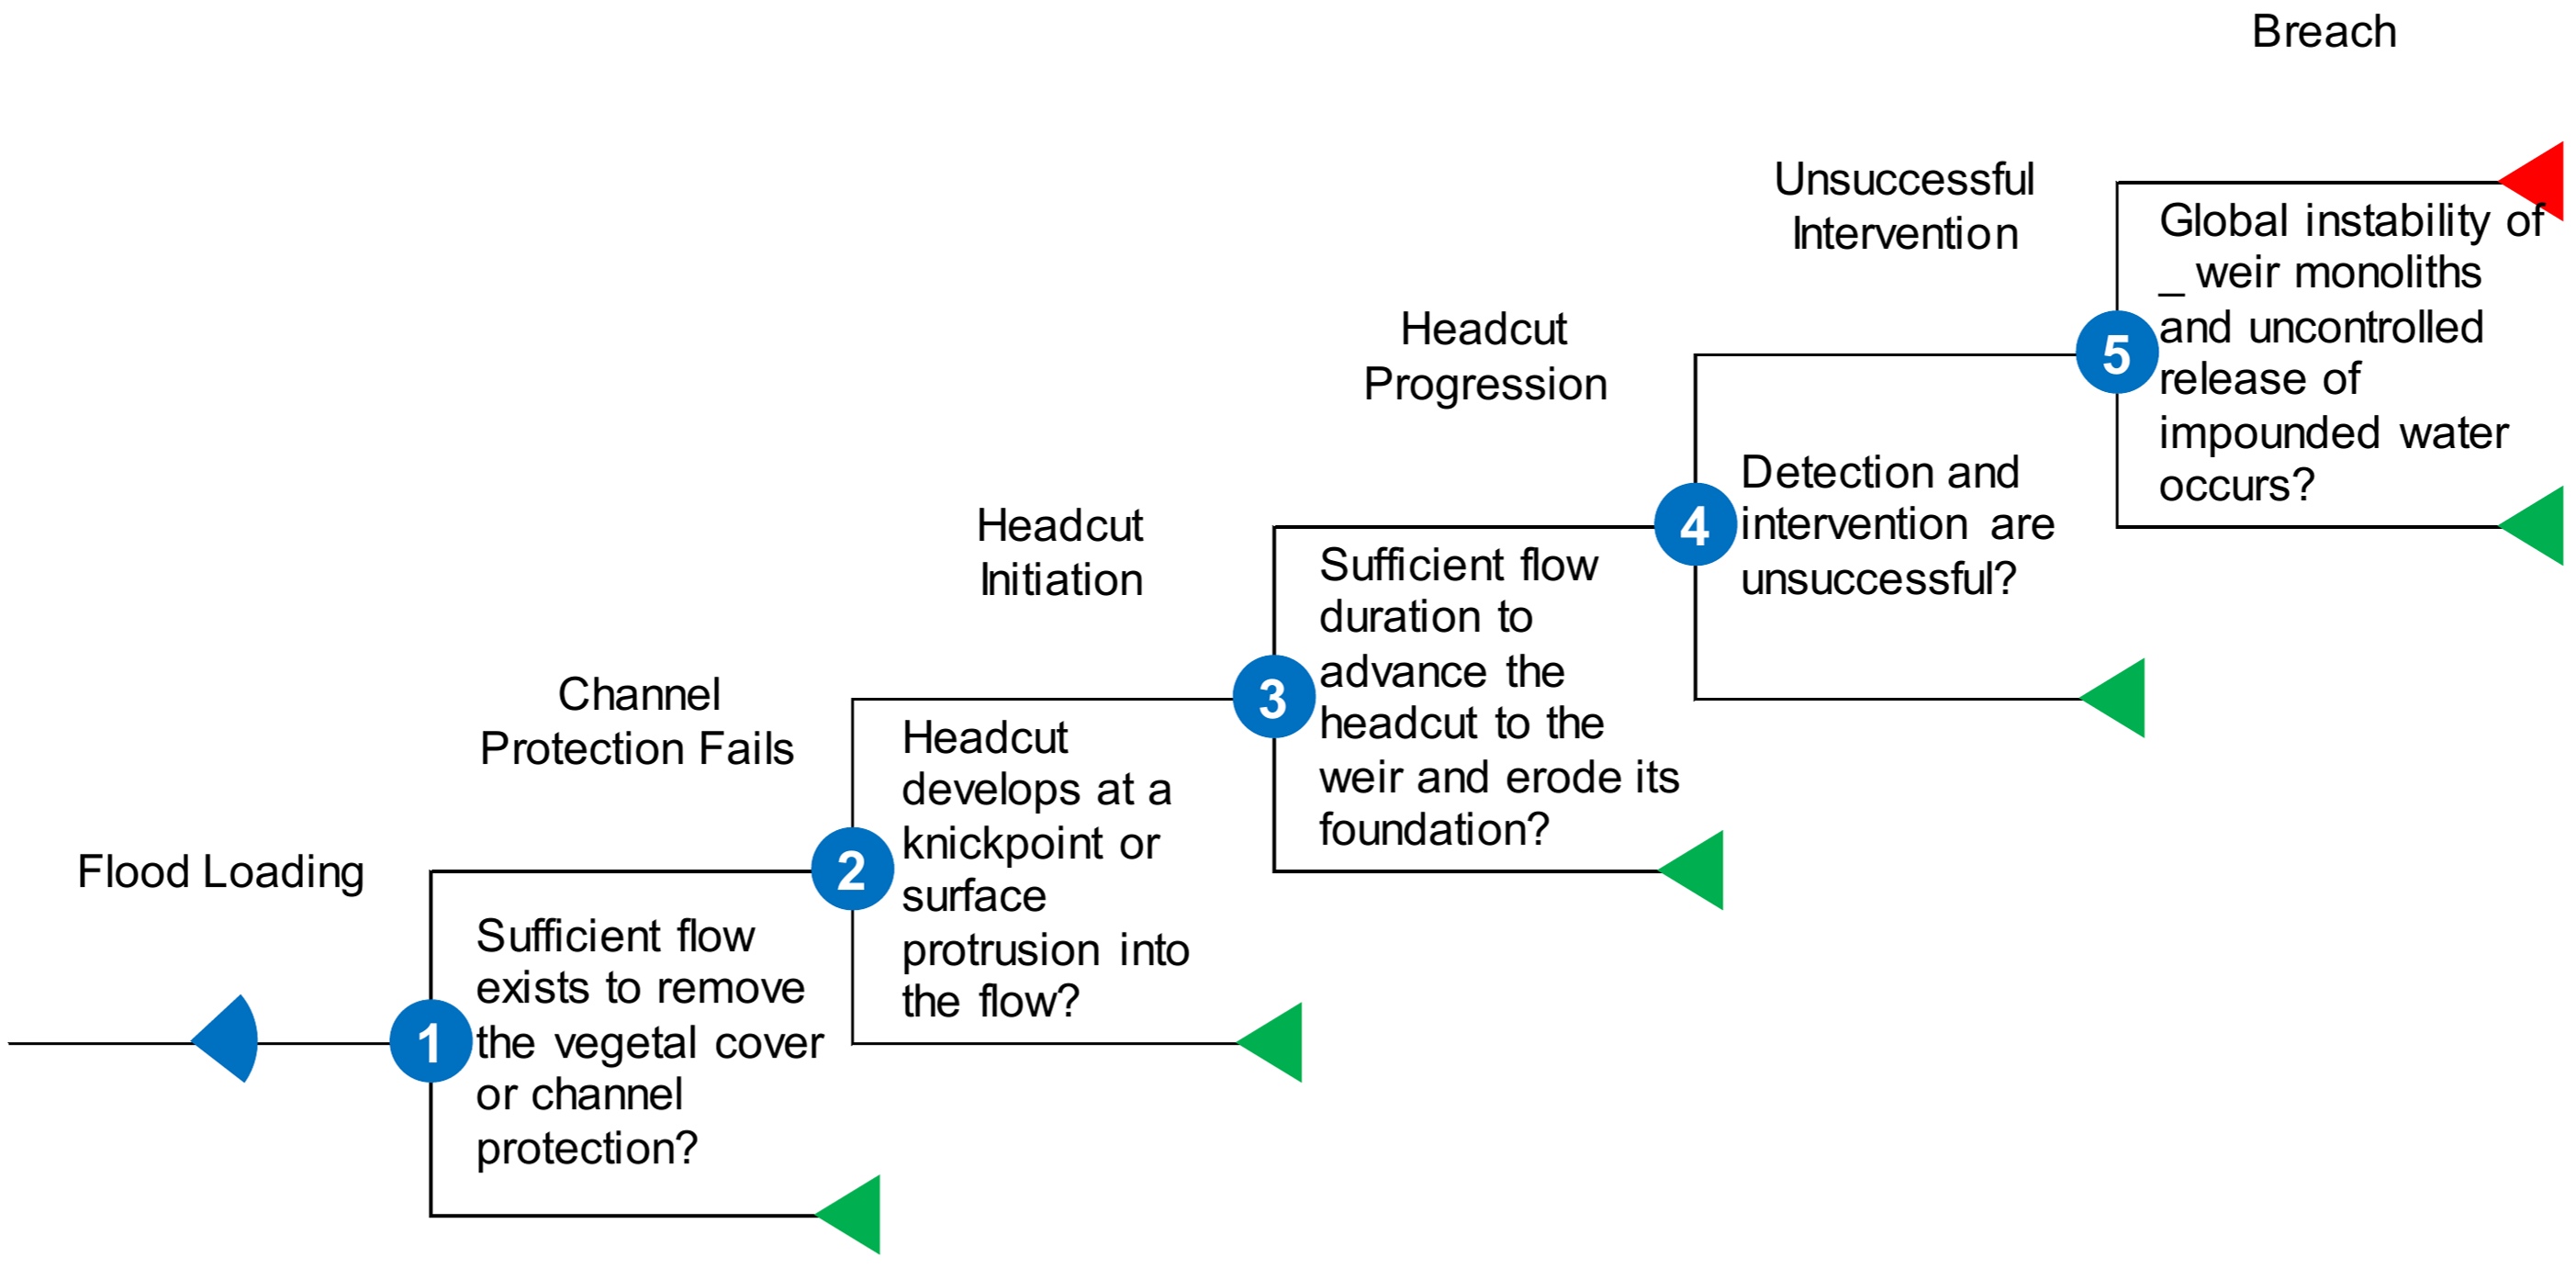 Breach
Unsuccessful
Intervention
Global instability of
_ weir monoliths
and uncontrolled
release of
impounded water
occurs?
5
Headcut
Progression
Detection and
intervention are
unsuccessful?
4
Headcut
Initiation
Sufficient flow
duration to
advance the
headcut to the
weir and erode its
foundation?
3
Channel
Protection Fails
Headcut
develops at a
knickpoint or
surface
protrusion into
the flow?
2
Flood Loading
Sufficient flow
exists to remove
the vegetal cover
or channel
protection?
1